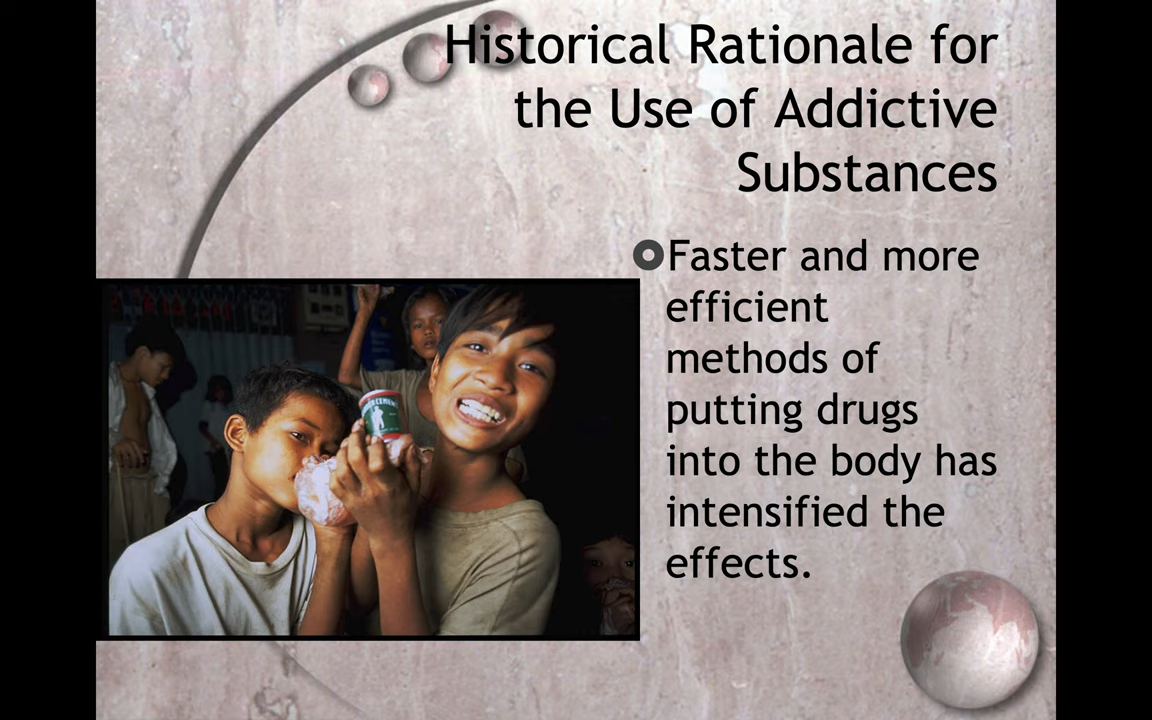 Historical Rationale for
the Use of Addictive
Substances
Faster and more
efficient
methods of
putting drugs
into the body has
intensified the
effects.